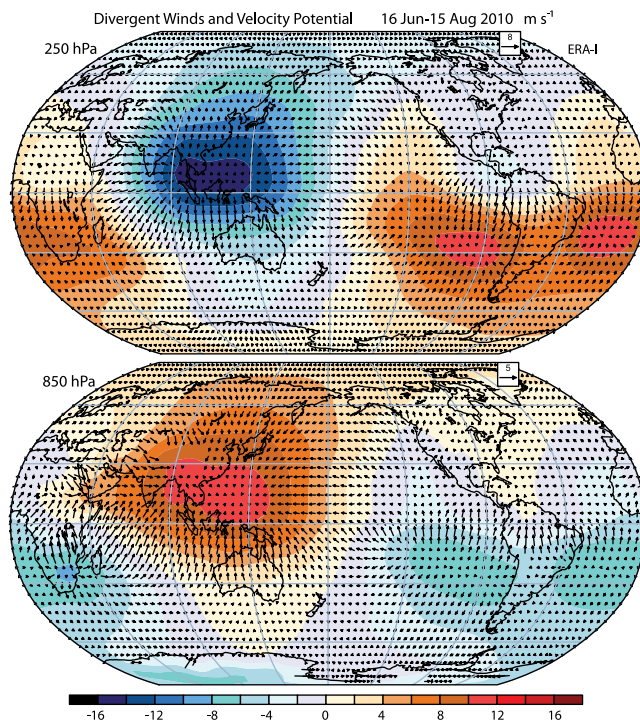 Divergent Winds and Velocity Potential 16 Jun-15 Aug 2010 m s⁻¹
250 hPa
8
ERA-I
850 hPa
5
-16 -12 -8 -4 0 4 8 12 16